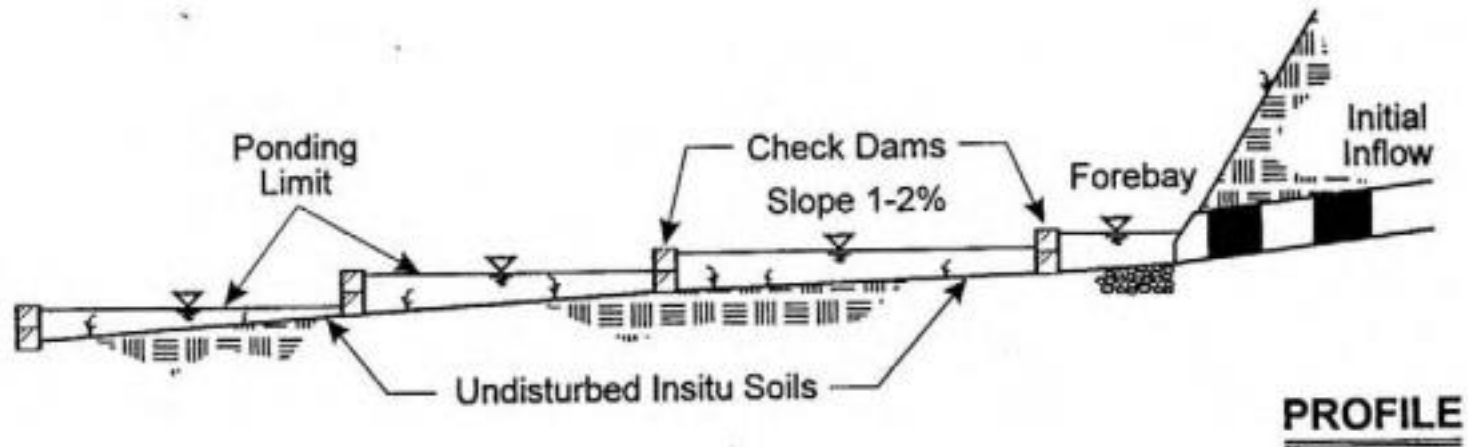 Ponding
Limit
Check Dams
Slope 1-2%
Forebay
Initial
Inflow
Undisturbed Insitu Soils
PROFILE